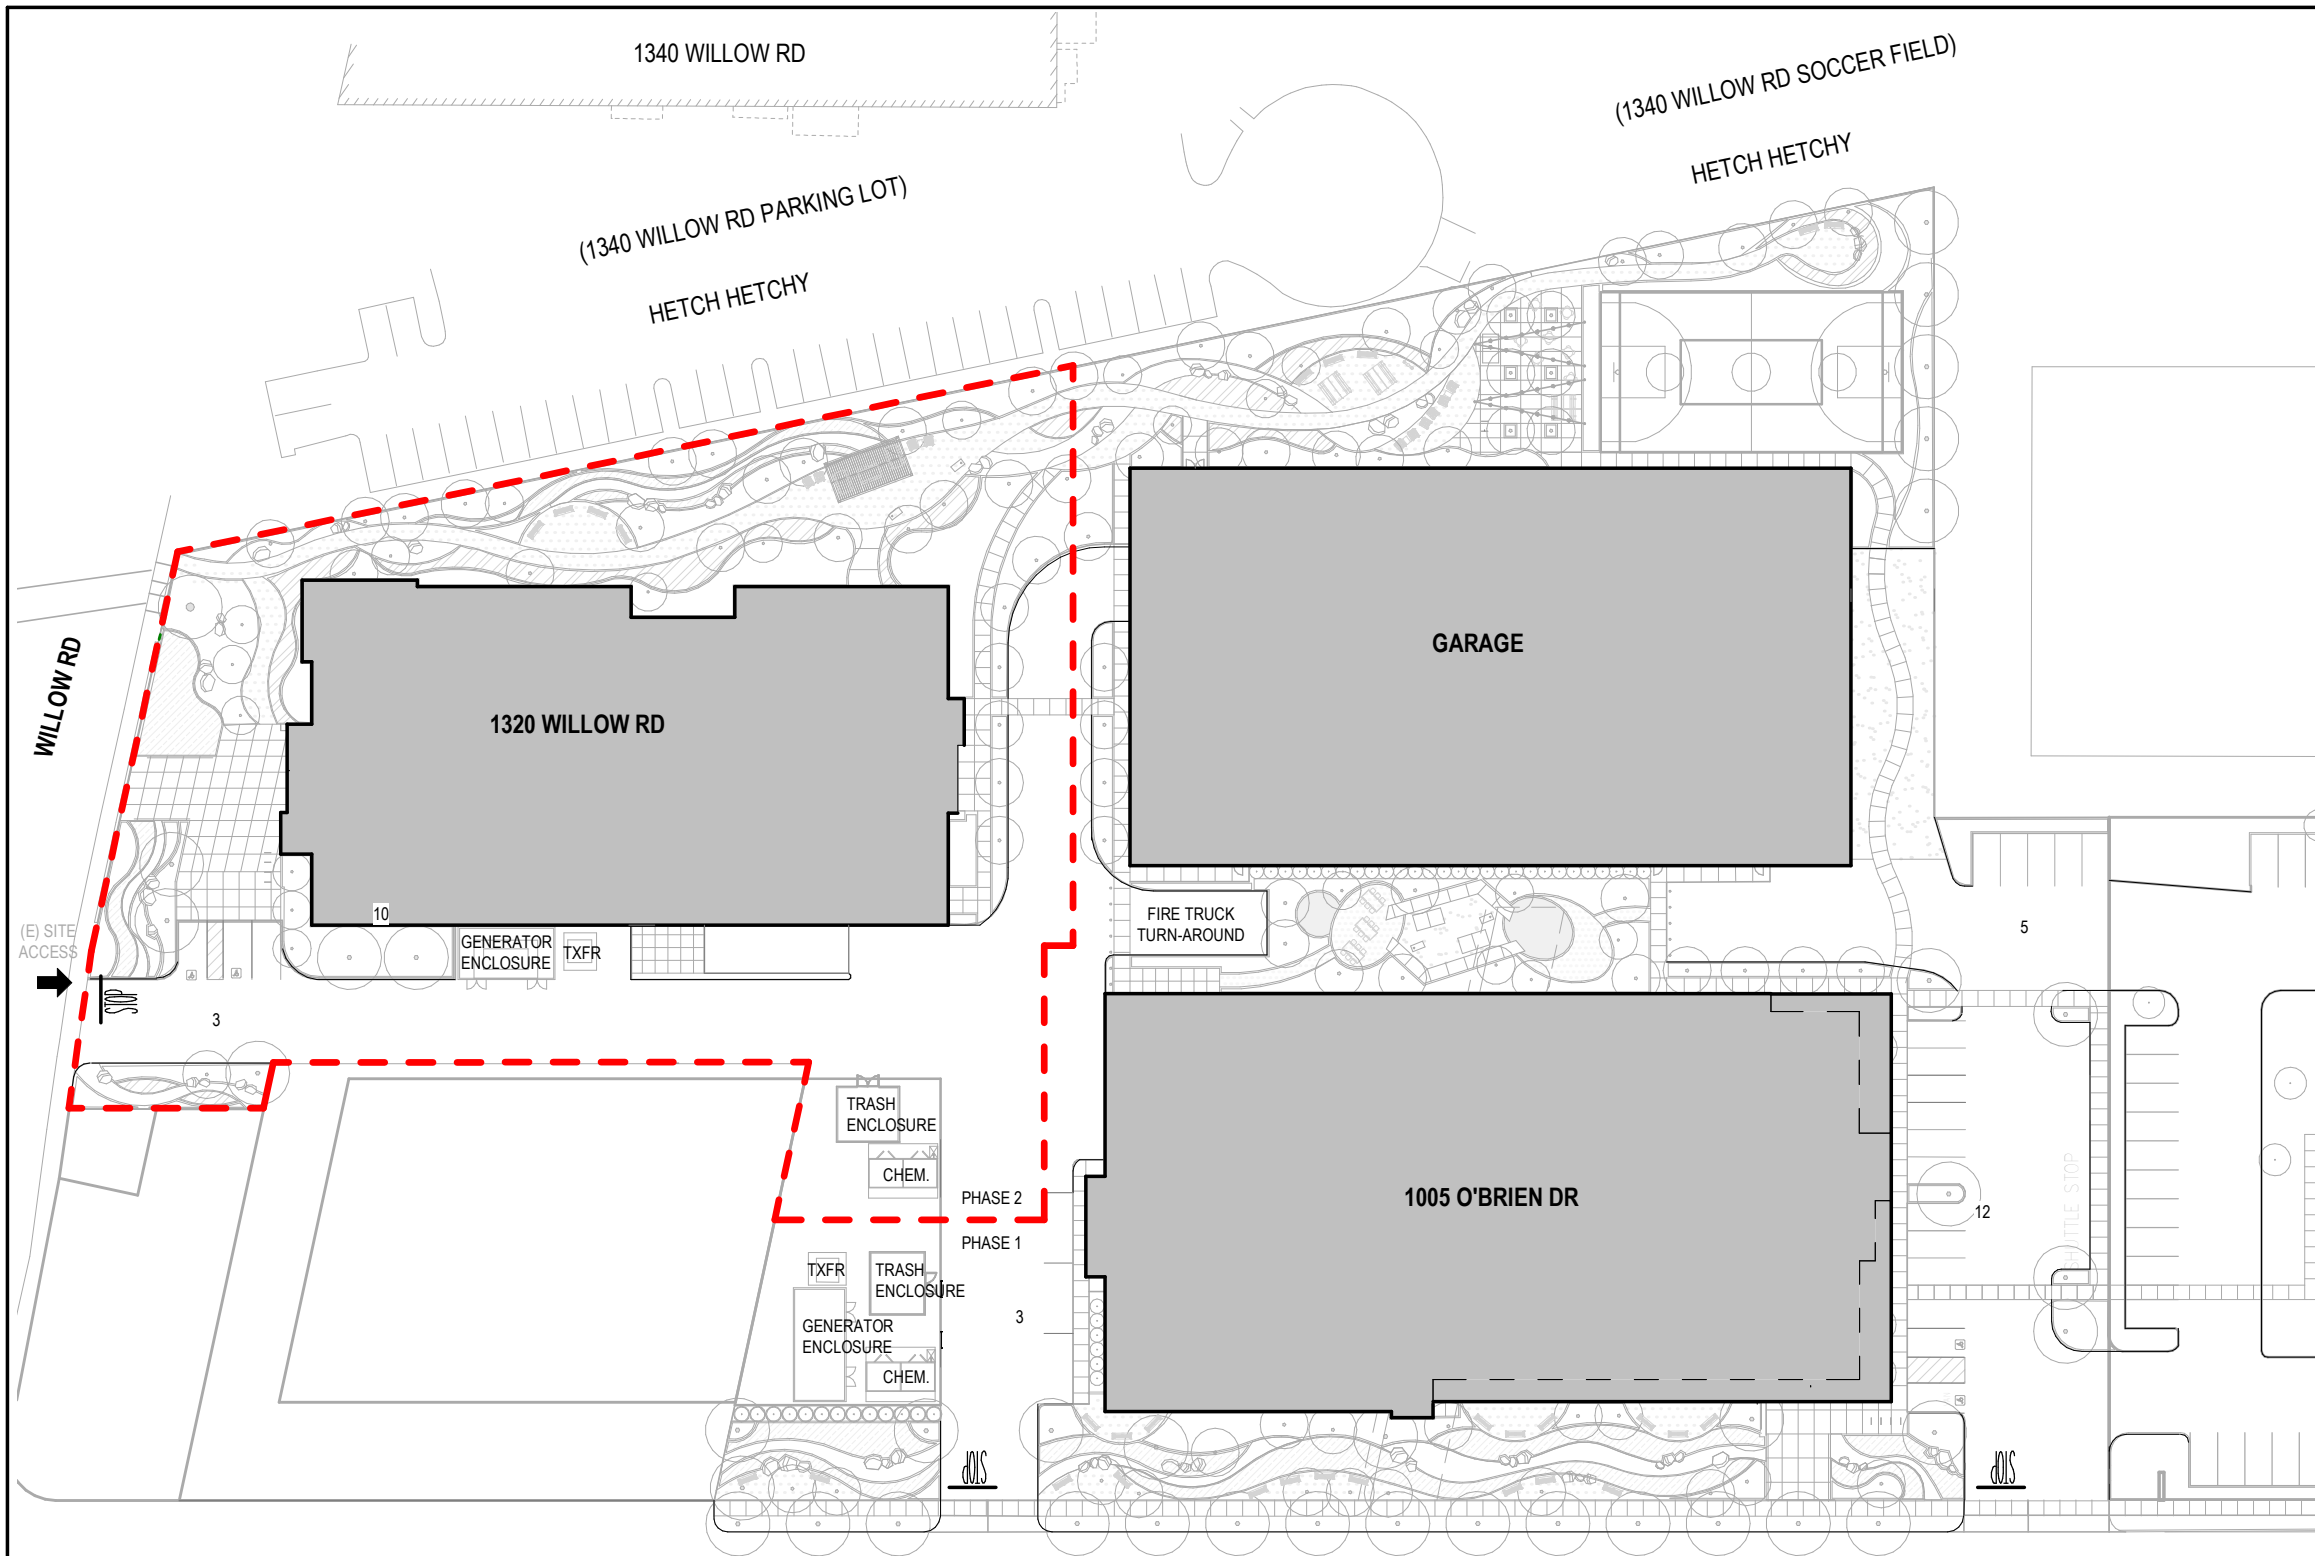 1340 WILLOW RD
(1340 WILLOW RD SOCCER FIELD)
HETCH HETCHY
(1340 WILLOW RD PARKING LOT)
HETCH HETCHY
WILLOW RD
GARAGE
1320 WILLOW RD
10
(E) SITE
ACCESS
GENERATOR
ENCLOSURE
TXFR
FIRE TRUCK
TURN-AROUND
5
STOP
3
TRASH
ENCLOSURE
CHEM.
PHASE 2
PHASE 1
1005 O'BRIEN DR
12
SHUTTLE STOP
TXFR
TRASH
ENCLOSURE
GENERATOR
ENCLOSURE
3
CHEM.
STOP
STOP